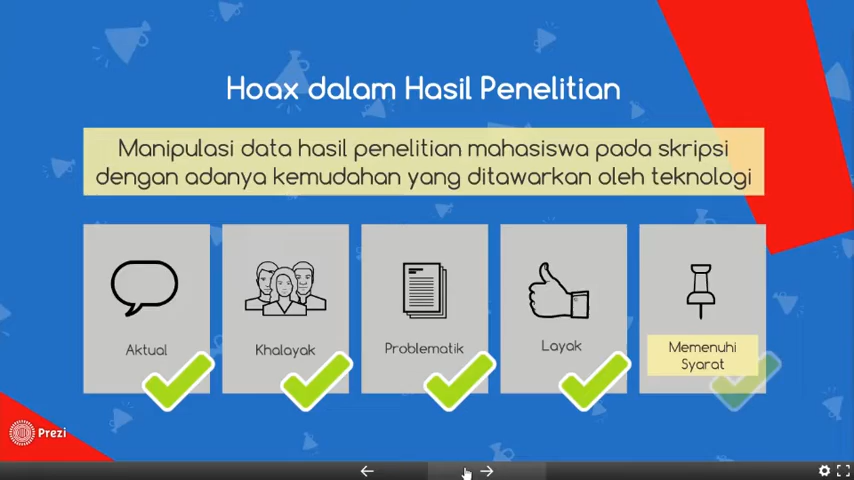 Hoax dalam Hasil Penelitian
Manipulasi data hasil penelitian mahasiswa pada skripsi
dengan adanya kemudahan yang ditawarkan oleh teknologi
Aktual
Khalayak
Problematik
Layak
Memenuhi
Syarat
Prezi